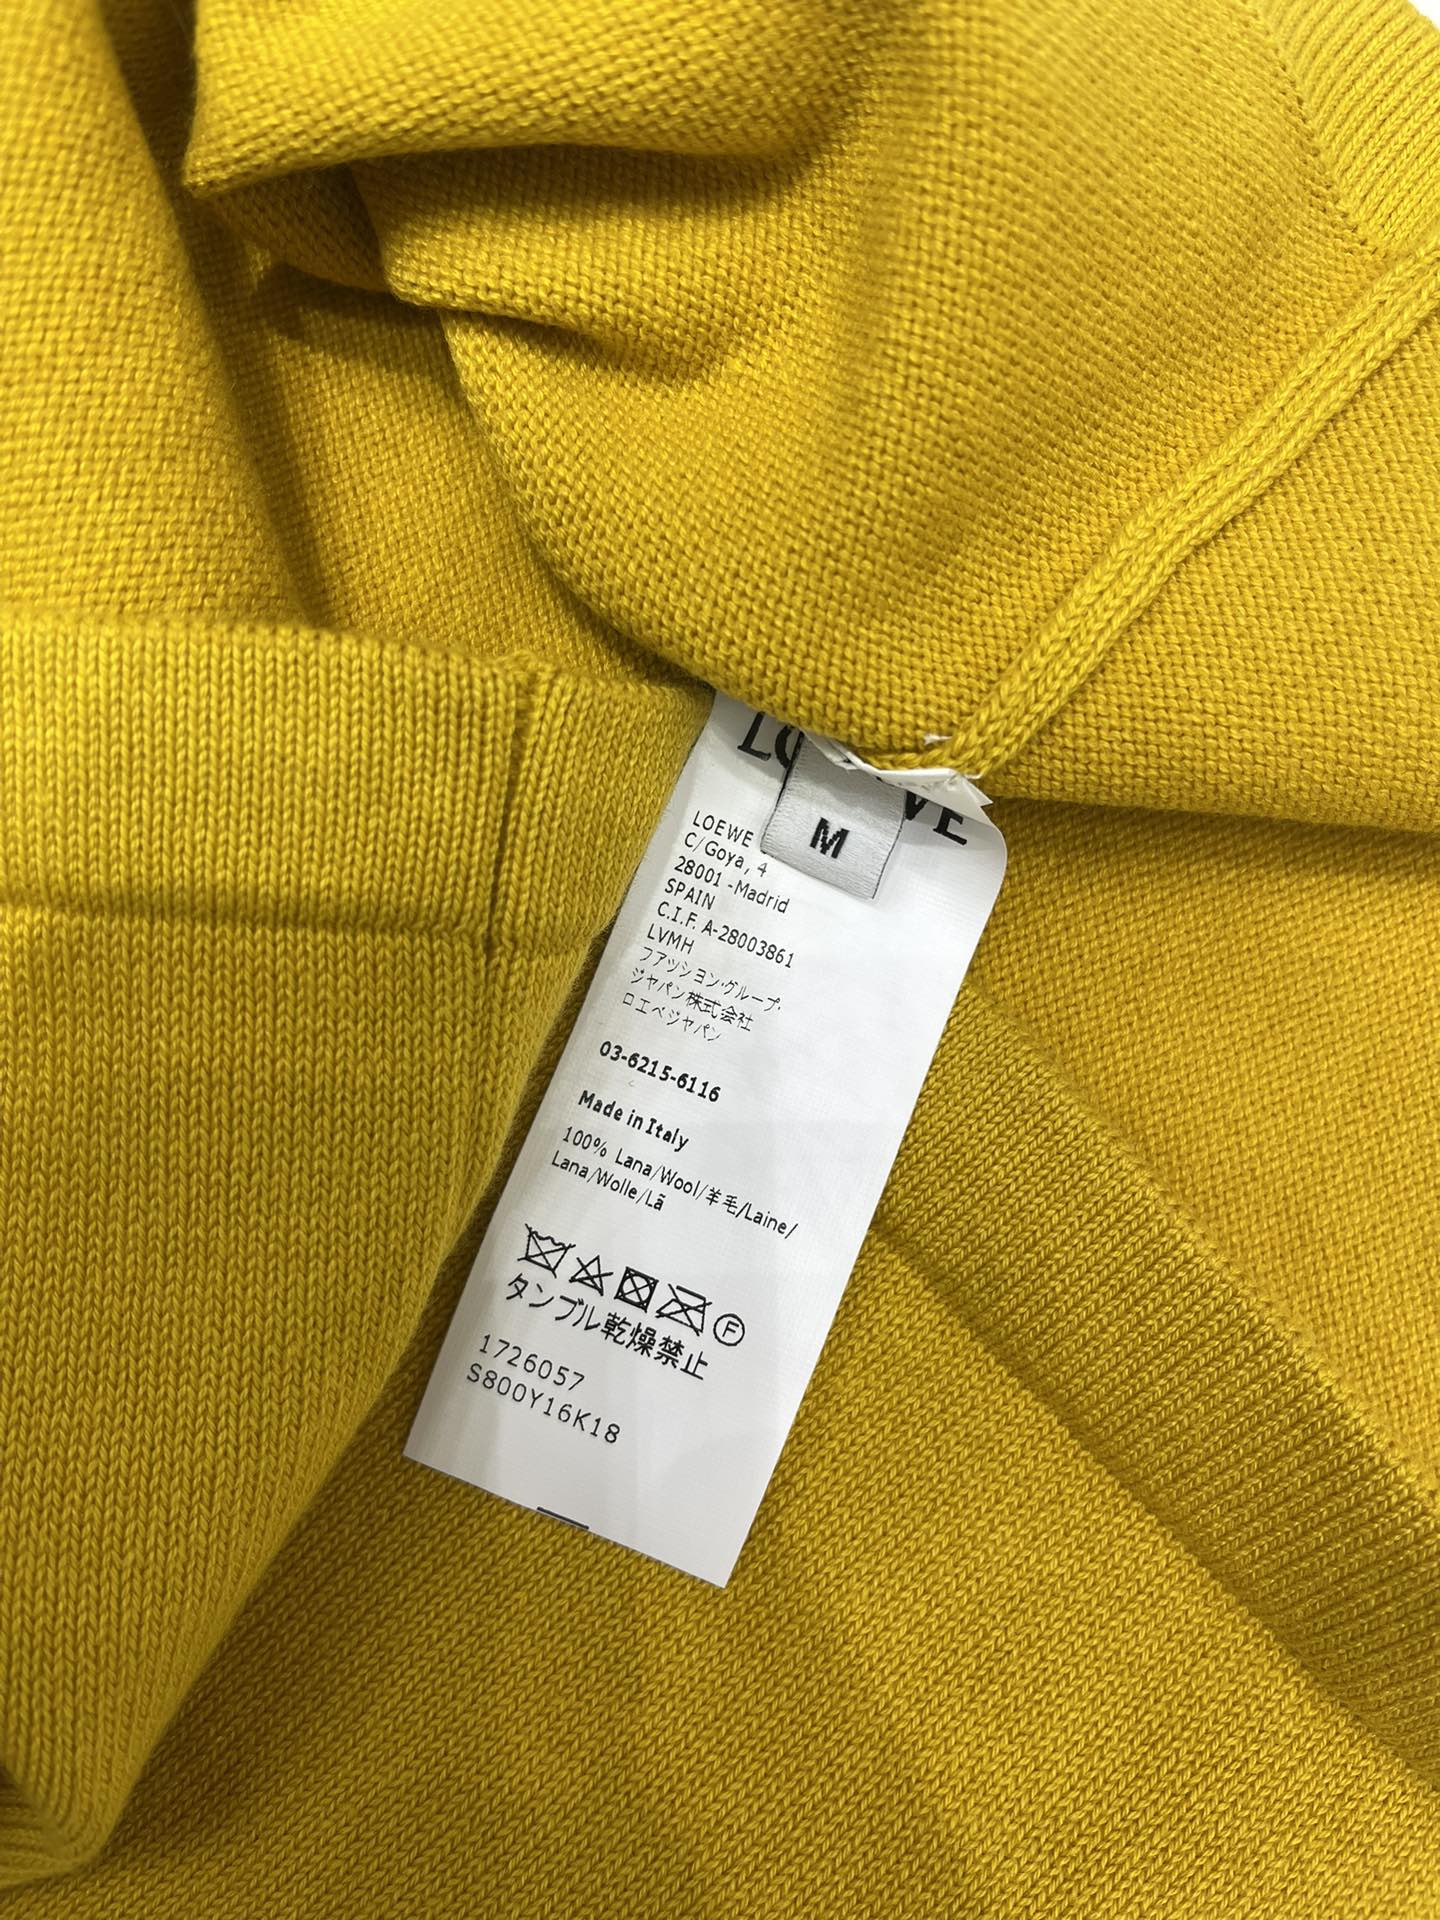 LOEWE
M
LOEWE
C/Goya, 4
28001 -Madrid
SPAIN
C.I.F. A-28003861
LVMH
ファッション・グループ・
ジャパン株式会社
ロエベジャパン
03-6215-6116
Made in Italy
100% Lana/Wool/羊毛/Laine/
Lana/Wolle/Lã
F
タンブル乾燥禁止
1726057
S800Y16K18